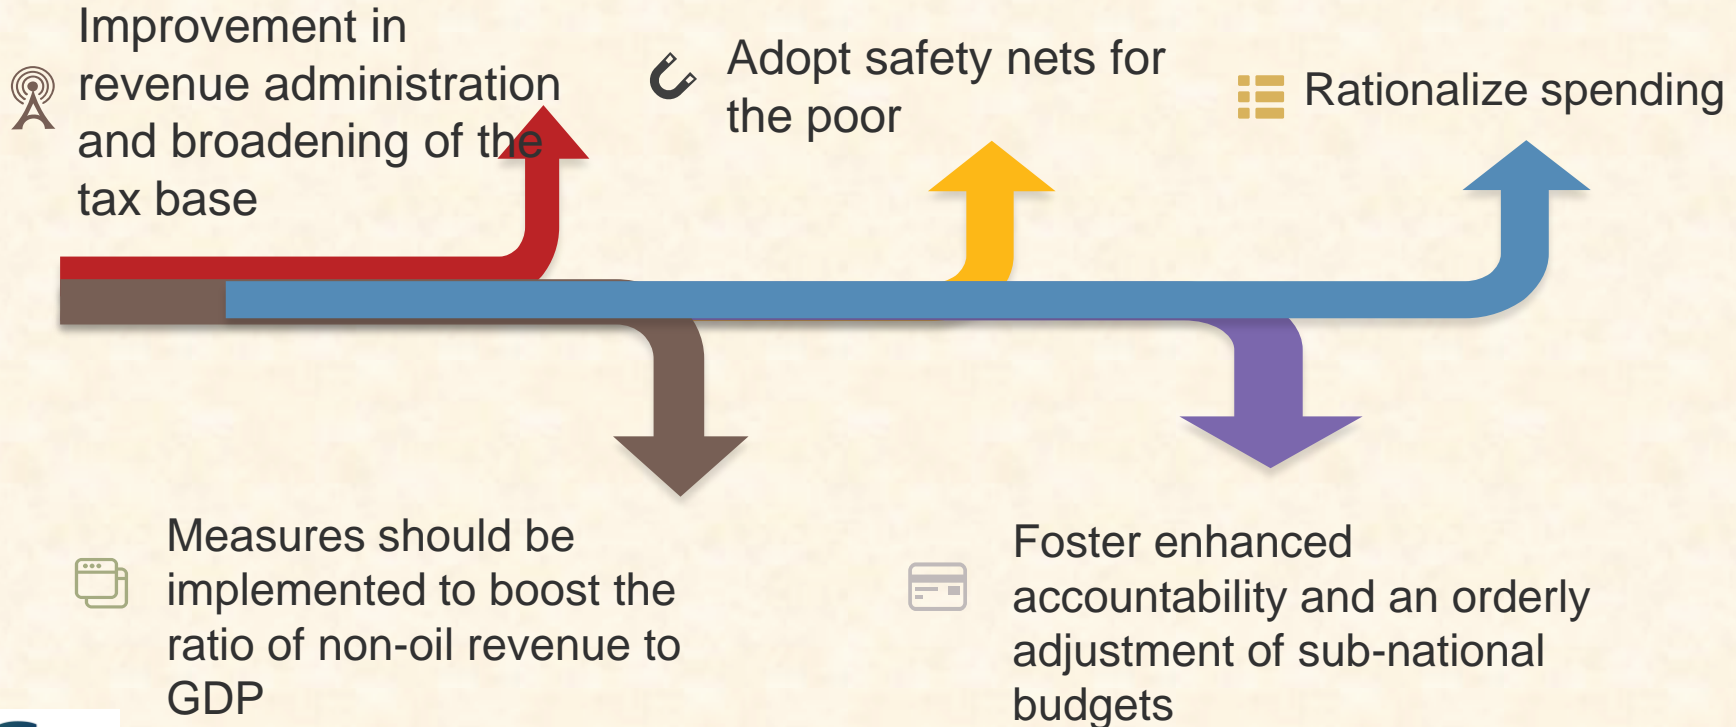 Improvement in
revenue administration
and broadening of the
tax base
Adopt safety nets for
the poor
Rationalize spending
Measures should be
implemented to boost the
ratio of non-oil revenue to
GDP
Foster enhanced
accountability and an orderly
adjustment of sub-national
budgets